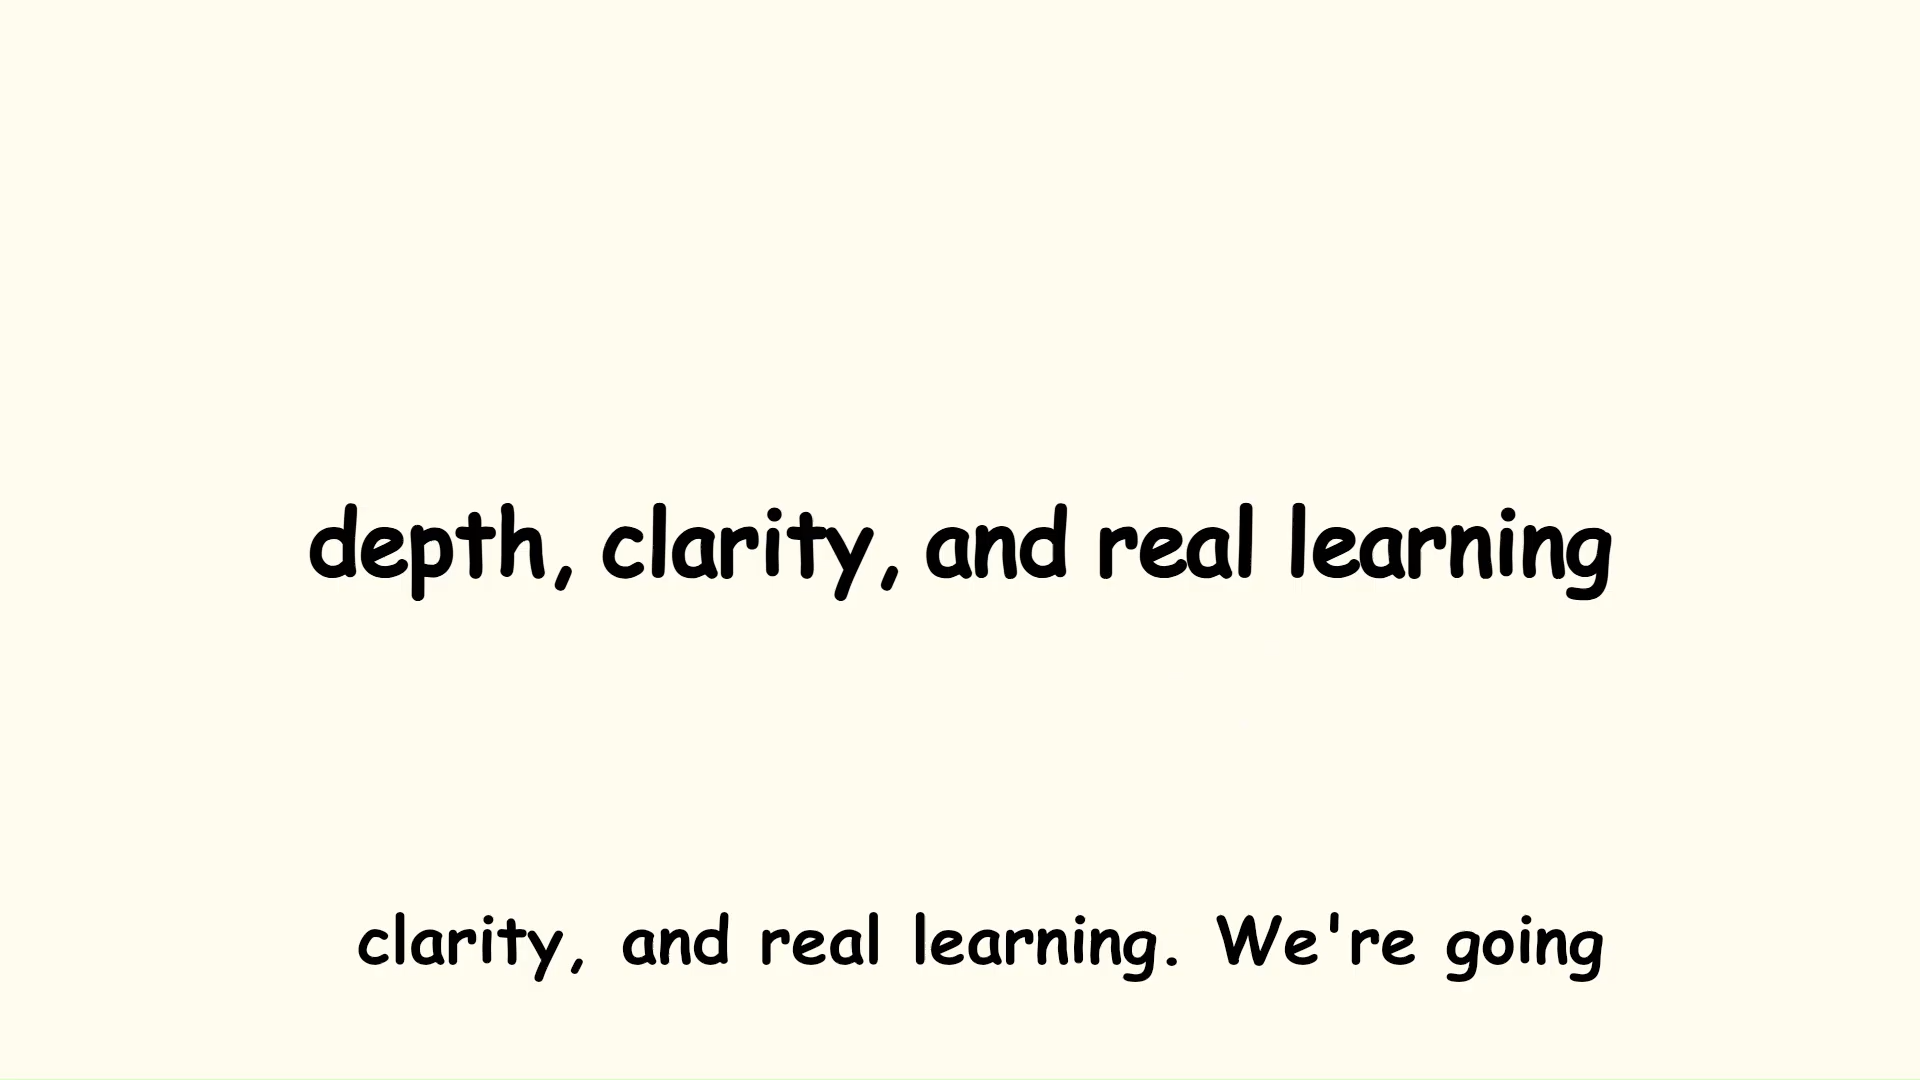 depth, clarity, and real learning
clarity, and real learning. We're going